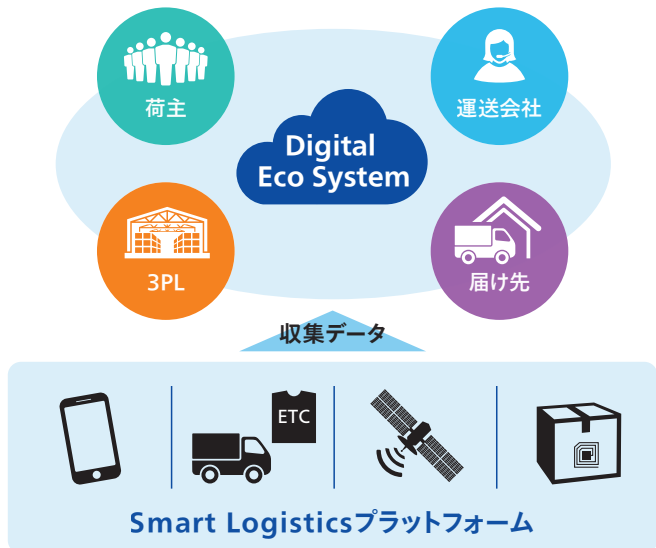 荷主
運送会社
Digital
Eco System
3PL
届け先
収集データ
ETC
Smart Logisticsプラットフォーム